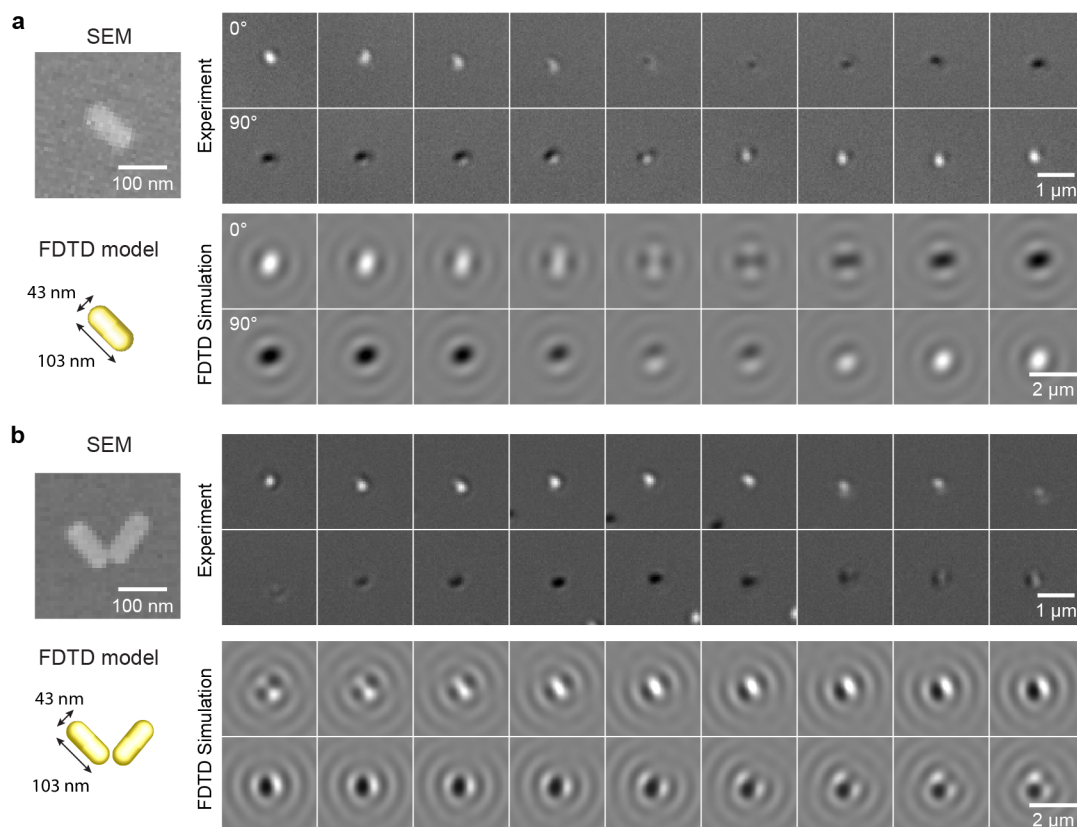 a
SEM
100 nm
FDTD model
43 nm
103 nm
Experiment
0°
90°
1 µm
FDTD Simulation
0°
90°
2 µm
b
SEM
100 nm
FDTD model
43 nm
103 nm
Experiment
1 µm
FDTD Simulation
2 µm